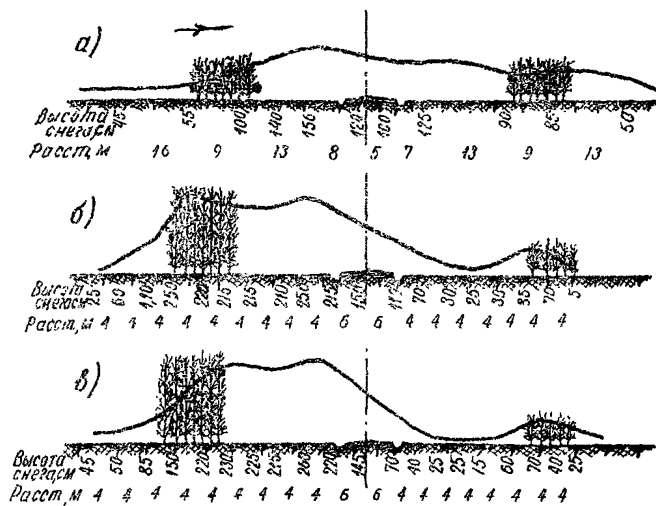 а)
Высота снега, см 45 55 100 140 156 120 100 125 90 85 50
Расст, м 16 9 13 8 5 7 13 9 13
б)
Высота снега, см 25 60 110 250 220 215 215 210 250 215 70 30 25 30 35 70 5
Расст, м 4 4 4 4 4 4 4 4 4 6 6 4 4 4 4 4 4
в)
Высота снега, см 45 50 85 150 220 230 225 215 260 220 145 70 40 25 25 15 60 70 40 25
Расст, м 4 4 4 4 4 4 4 4 4 6 6 4 4 4 4 4 4 4